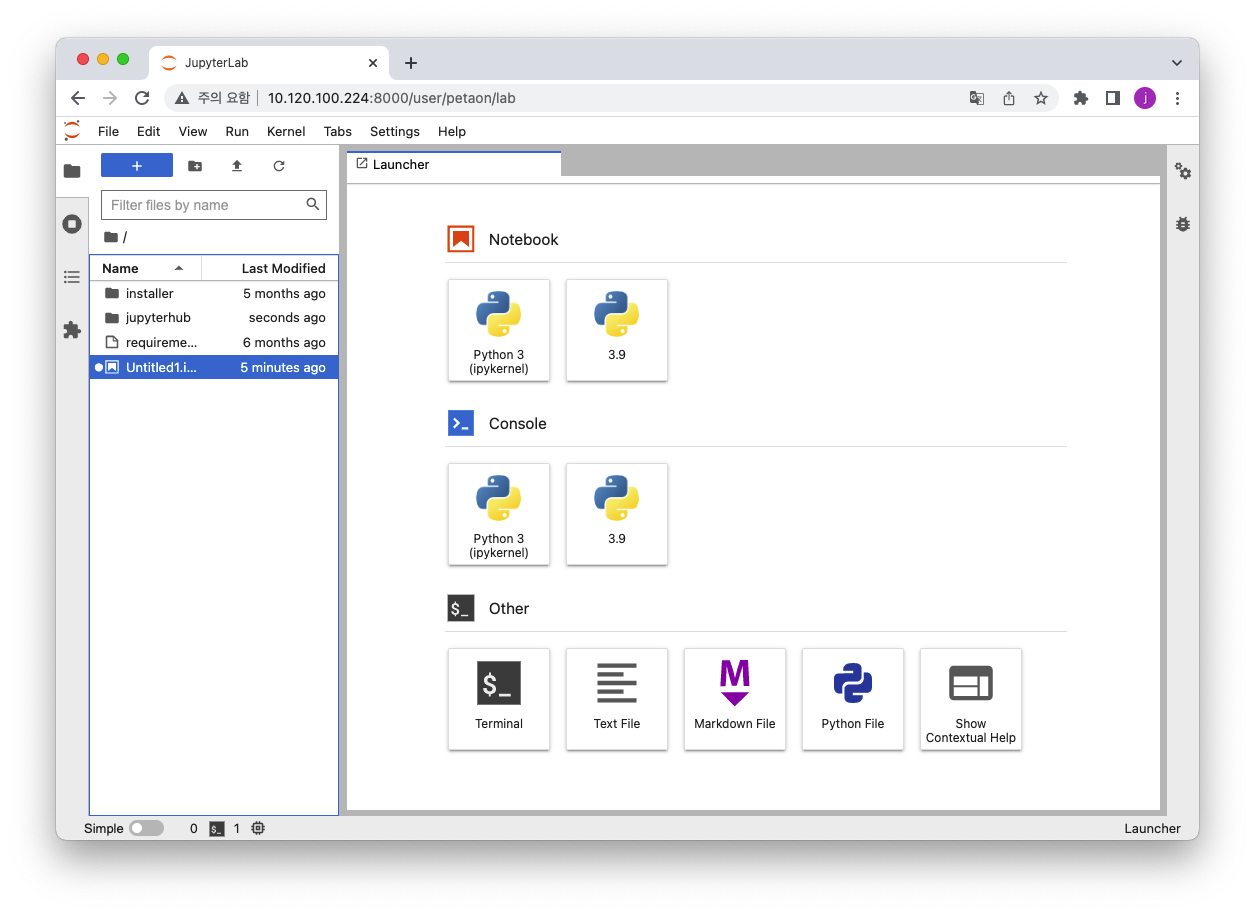 JupyterLab
주의 요함 10.120.100.224:8000/user/petaon/lab
j
File Edit View Run Kernel Tabs Settings Help
Launcher
Filter files by name
/
Name Last Modified
installer 5 months ago
jupyterhub seconds ago
requireme... 6 months ago
Untitled1.i... 5 minutes ago
Notebook
Python 3
(ipykernel)
3.9
Console
Python 3
(ipykernel)
3.9
$_ Other
$_
Terminal
Text File
M
Markdown File
Python File
Show
Contextual Help
Simple 0 $_ 1 Launcher